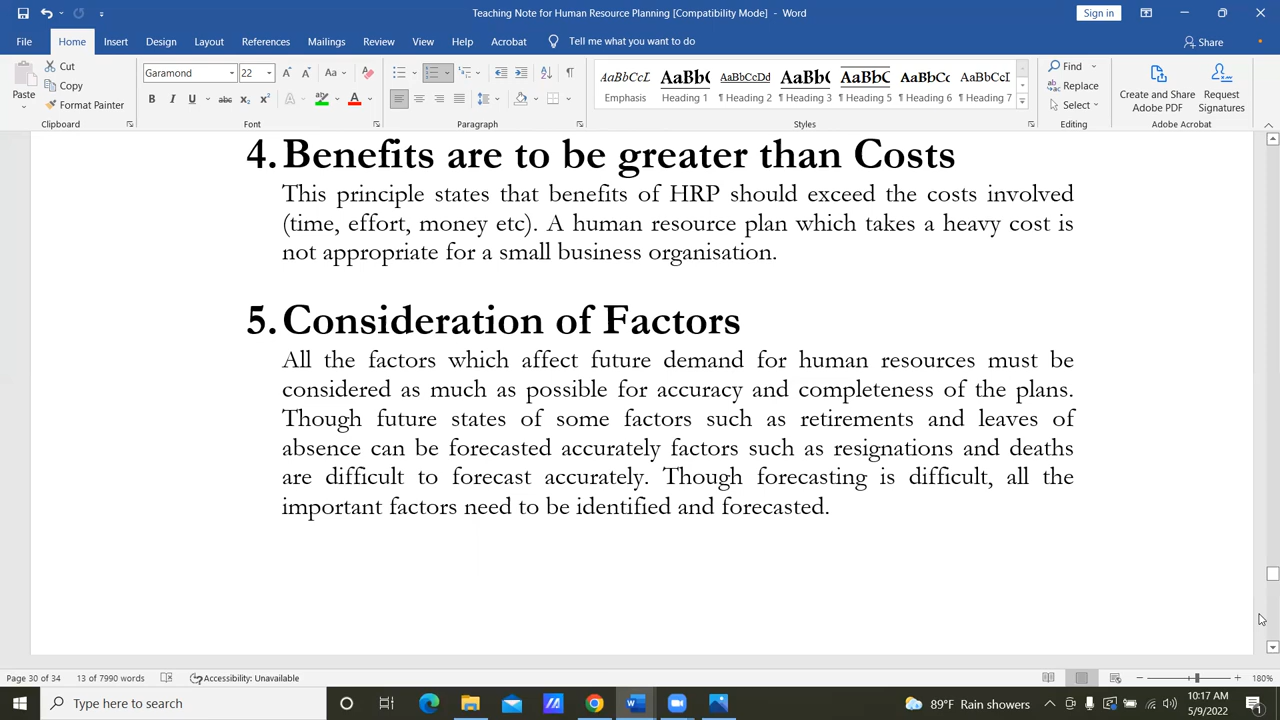 Teaching Note for Human Resource Planning [Compatibility Mode] - Word
Sign in
File Home Insert Design Layout References Mailings Review View Help Acrobat Tell me what you want to do Share
Paste
Cut
Copy
Format Painter
Clipboard
Garamond 22
Font
Paragraph
AaBbCcL AaBb( AaBbCcDd AaBb( AaBbC AaBbCc AaBbCcI
Emphasis Heading 1 ¶ Heading 2 ¶ Heading 3 ¶ Heading 5 ¶ Heading 6 ¶ Heading 7
Styles
Find
Replace
Select
Editing
Create and Share
Adobe PDF
Request
Signatures
Adobe Acrobat
4. Benefits are to be greater than Costs
This principle states that benefits of HRP should exceed the costs involved
(time, effort, money etc). A human resource plan which takes a heavy cost is
not appropriate for a small business organisation.
5. Consideration of Factors
All the factors which affect future demand for human resources must be
considered as much as possible for accuracy and completeness of the plans.
Though future states of some factors such as retirements and leaves of
absence can be forecasted accurately factors such as resignations and deaths
are difficult to forecast accurately. Though forecasting is difficult, all the
important factors need to be identified and forecasted.
Page 30 of 34 13 of 7990 words Accessibility: Unavailable 180%
Type here to search
89°F Rain showers
10:17 AM
5/9/2022